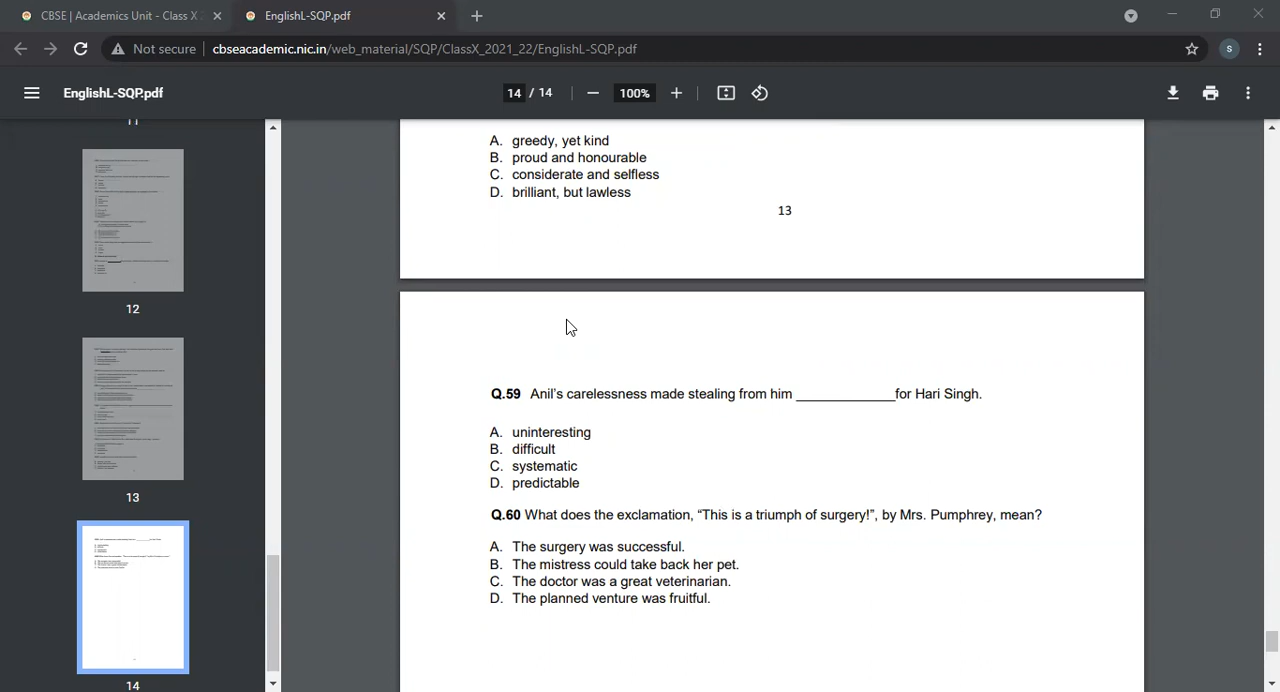 CBSE | Academics Unit - Class X
EnglishL-SQP.pdf
Not secure cbseacademic.nic.in/web_material/SQP/ClassX_2021_22/EnglishL-SQP.pdf
S
EnglishL-SQP.pdf
14 / 14
100%
11
12
13
14
A. greedy, yet kind
B. proud and honourable
C. considerate and selfless
D. brilliant, but lawless
13
Q.59 Anil's carelessness made stealing from him _____________for Hari Singh.
A. uninteresting
B. difficult
C. systematic
D. predictable
Q.60 What does the exclamation, “This is a triumph of surgery!”, by Mrs. Pumphrey, mean?
A. The surgery was successful.
B. The mistress could take back her pet.
C. The doctor was a great veterinarian.
D. The planned venture was fruitful.